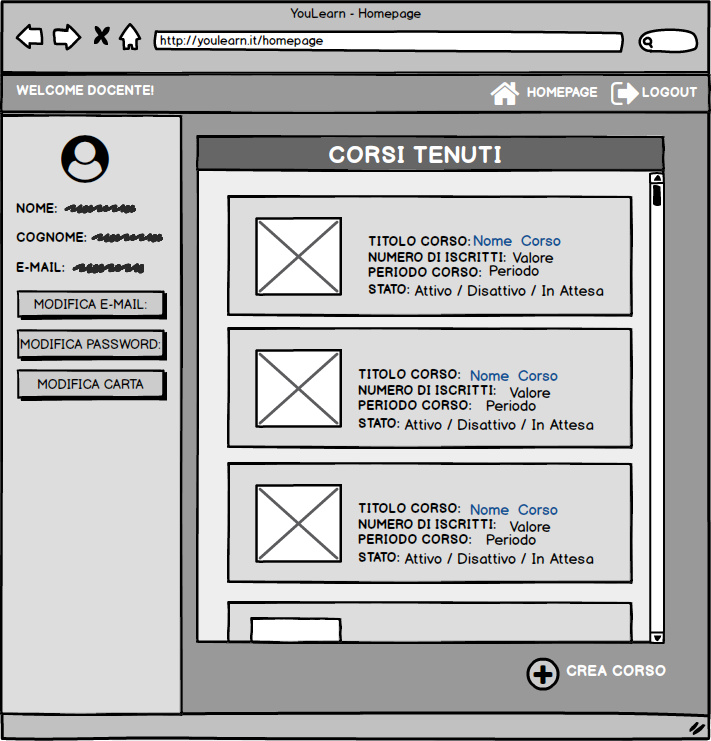 YouLearn - Homepage
http://youlearn.it/homepage
WELCOME DOCENTE!
HOMEPAGE
LOGOUT
NOME:
COGNOME:
E-MAIL:
MODIFICA E-MAIL:
MODIFICA PASSWORD:
MODIFICA CARTA
CORSI TENUTI
TITOLO CORSO: Nome Corso
NUMERO DI ISCRITTI: Valore
PERIODO CORSO: Periodo
STATO: Attivo / Disattivo / In Attesa
TITOLO CORSO: Nome Corso
NUMERO DI ISCRITTI: Valore
PERIODO CORSO: Periodo
STATO: Attivo / Disattivo / In Attesa
TITOLO CORSO: Nome Corso
NUMERO DI ISCRITTI: Valore
PERIODO CORSO: Periodo
STATO: Attivo / Disattivo / In Attesa
CREA CORSO